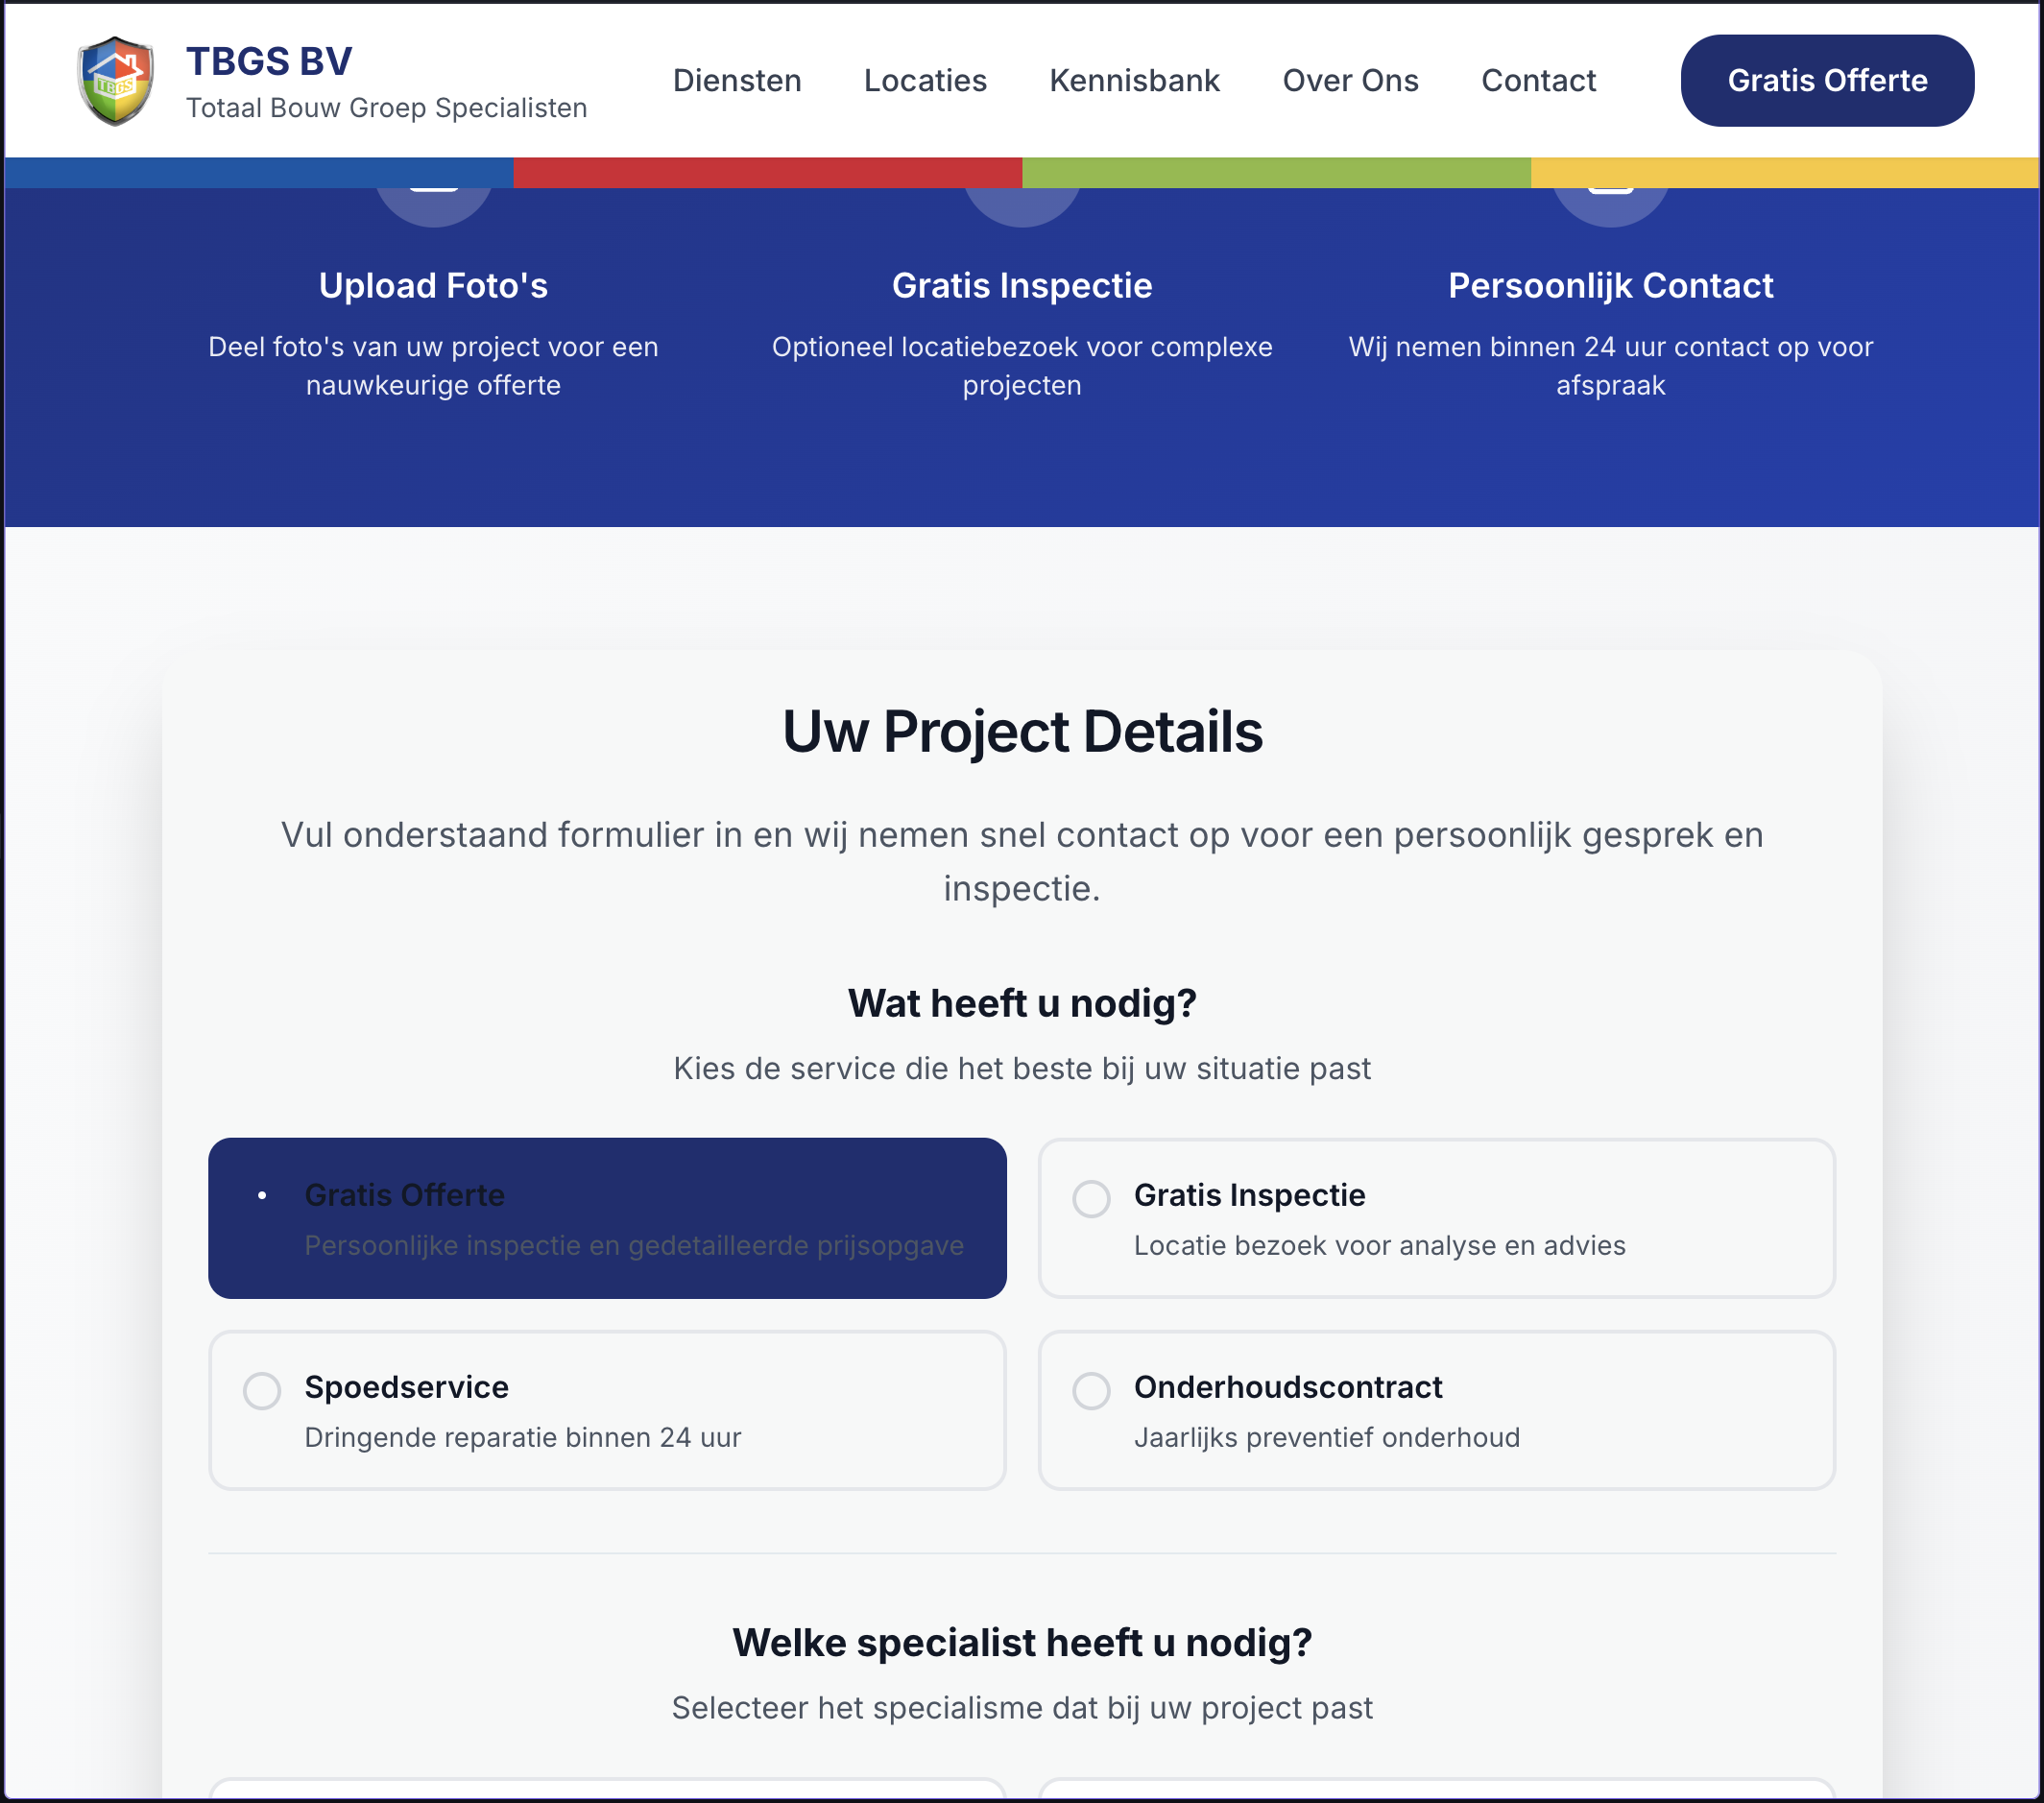 TBGS
TBGS BV
Totaal Bouw Groep Specialisten
Diensten
Locaties
Kennisbank
Over Ons
Contact
Gratis Offerte
Upload Foto's
Deel foto's van uw project voor een
nauwkeurige offerte
Gratis Inspectie
Optioneel locatiebezoek voor complexe
projecten
Persoonlijk Contact
Wij nemen binnen 24 uur contact op voor
afspraak
Uw Project Details
Vul onderstaand formulier in en wij nemen snel contact op voor een persoonlijk gesprek en
inspectie.
Wat heeft u nodig?
Kies de service die het beste bij uw situatie past
Gratis Offerte
Persoonlijke inspectie en gedetailleerde prijsopgave
Gratis Inspectie
Locatie bezoek voor analyse en advies
Spoedservice
Dringende reparatie binnen 24 uur
Onderhoudscontract
Jaarlijks preventief onderhoud
Welke specialist heeft u nodig?
Selecteer het specialisme dat bij uw project past